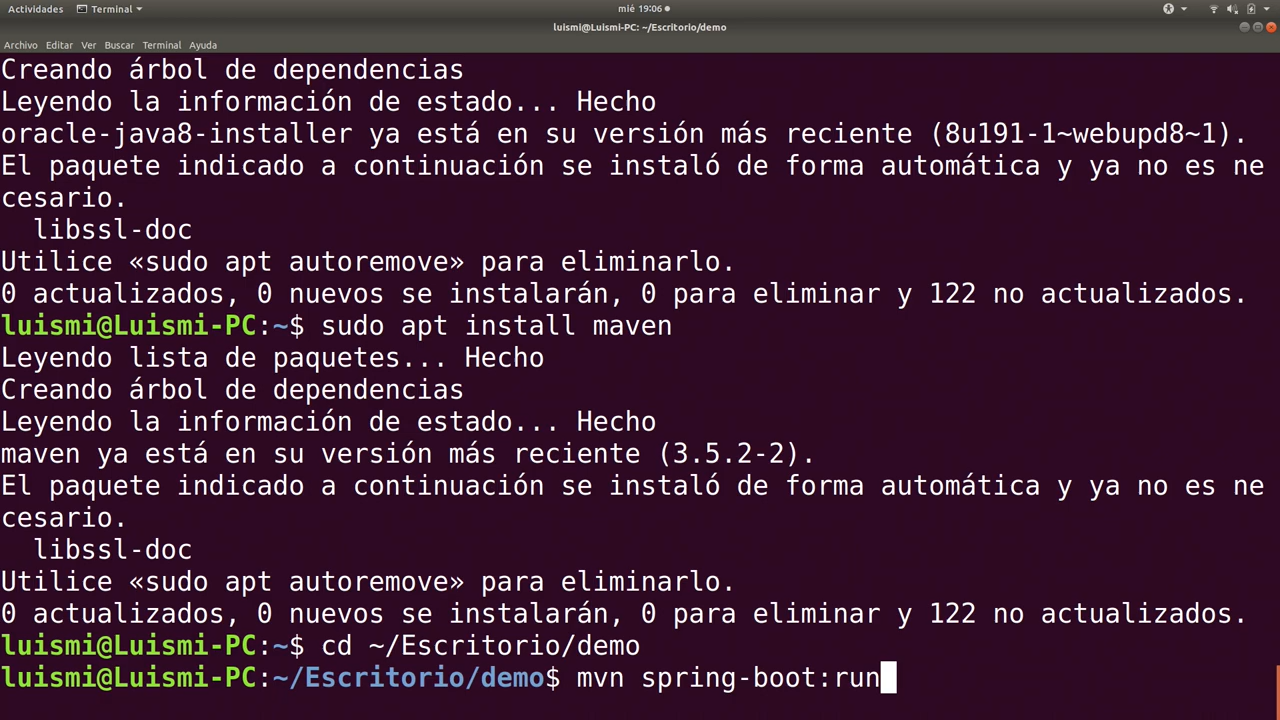 Actividades Terminal mié 19:06
luismi@Luismi-PC: ~/Escritorio/demo
Archivo Editar Ver Buscar Terminal Ayuda
Creando árbol de dependencias
Leyendo la información de estado... Hecho
oracle-java8-installer ya está en su versión más reciente (8u191-1~webupd8~1).
El paquete indicado a continuación se instaló de forma automática y ya no es ne
cesario.
libssl-doc
Utilice «sudo apt autoremove» para eliminarlo.
0 actualizados, 0 nuevos se instalarán, 0 para eliminar y 122 no actualizados.
luismi@Luismi-PC:~$ sudo apt install maven
Leyendo lista de paquetes... Hecho
Creando árbol de dependencias
Leyendo la información de estado... Hecho
maven ya está en su versión más reciente (3.5.2-2).
El paquete indicado a continuación se instaló de forma automática y ya no es ne
cesario.
libssl-doc
Utilice «sudo apt autoremove» para eliminarlo.
0 actualizados, 0 nuevos se instalarán, 0 para eliminar y 122 no actualizados.
luismi@Luismi-PC:~$ cd ~/Escritorio/demo
luismi@Luismi-PC:~/Escritorio/demo$ mvn spring-boot:run